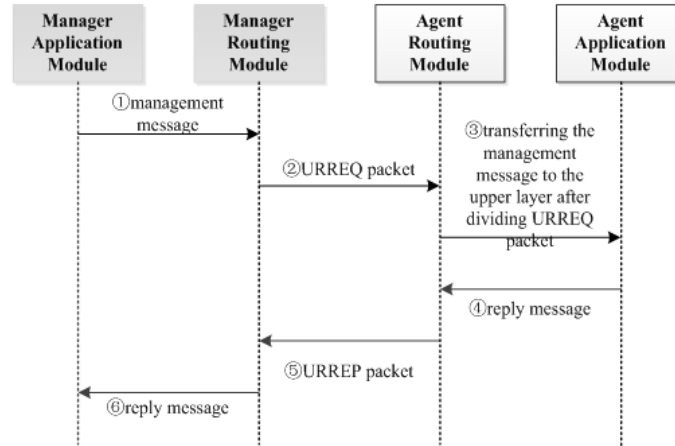 Manager
Application
Module
Manager
Routing
Module
Agent
Routing
Module
Agent
Application
Module
①management
message
②URREQ packet
③transferring the
management
message to the
upper layer after
dividing URREQ
packet
④reply message
⑤URREP packet
⑥reply message